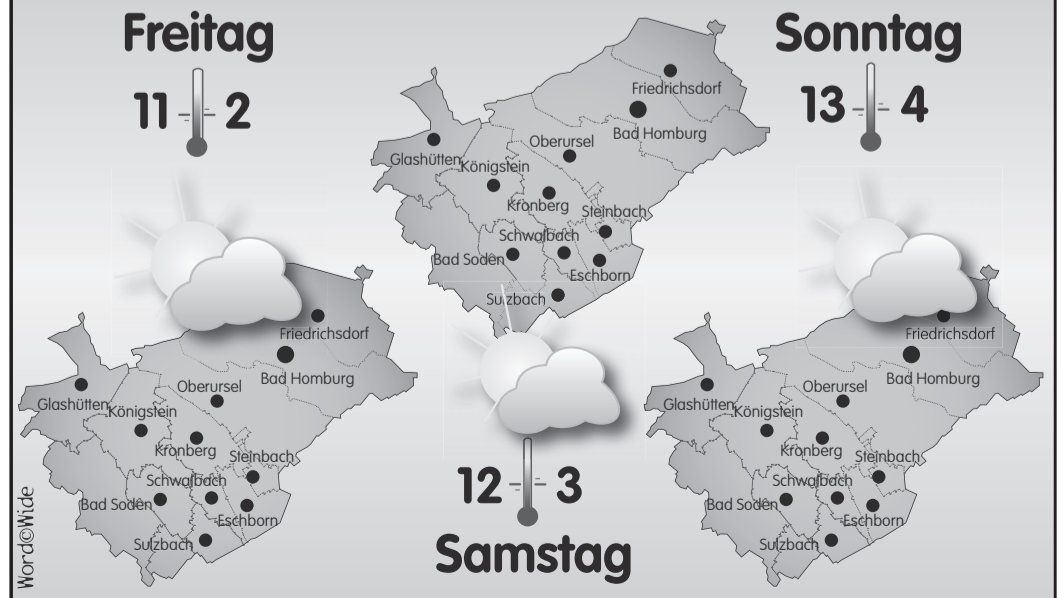 Freitag
11 2
Friedrichsdorf
Bad Homburg
Oberursel
Glashütten
Königstein
Kronberg
Steinbach
Schwalbach
Bad Soden
Eschborn
Sulzbach
Word©Wide
Friedrichsdorf
Bad Homburg
Oberursel
Glashütten
Königstein
Kronberg
Steinbach
Schwalbach
Bad Soden
Eschborn
Sulzbach
12 3
Samstag
Sonntag
13 4
Friedrichsdorf
Bad Homburg
Oberursel
Glashütten
Königstein
Kronberg
Steinbach
Schwalbach
Bad Soden
Eschborn
Sulzbach